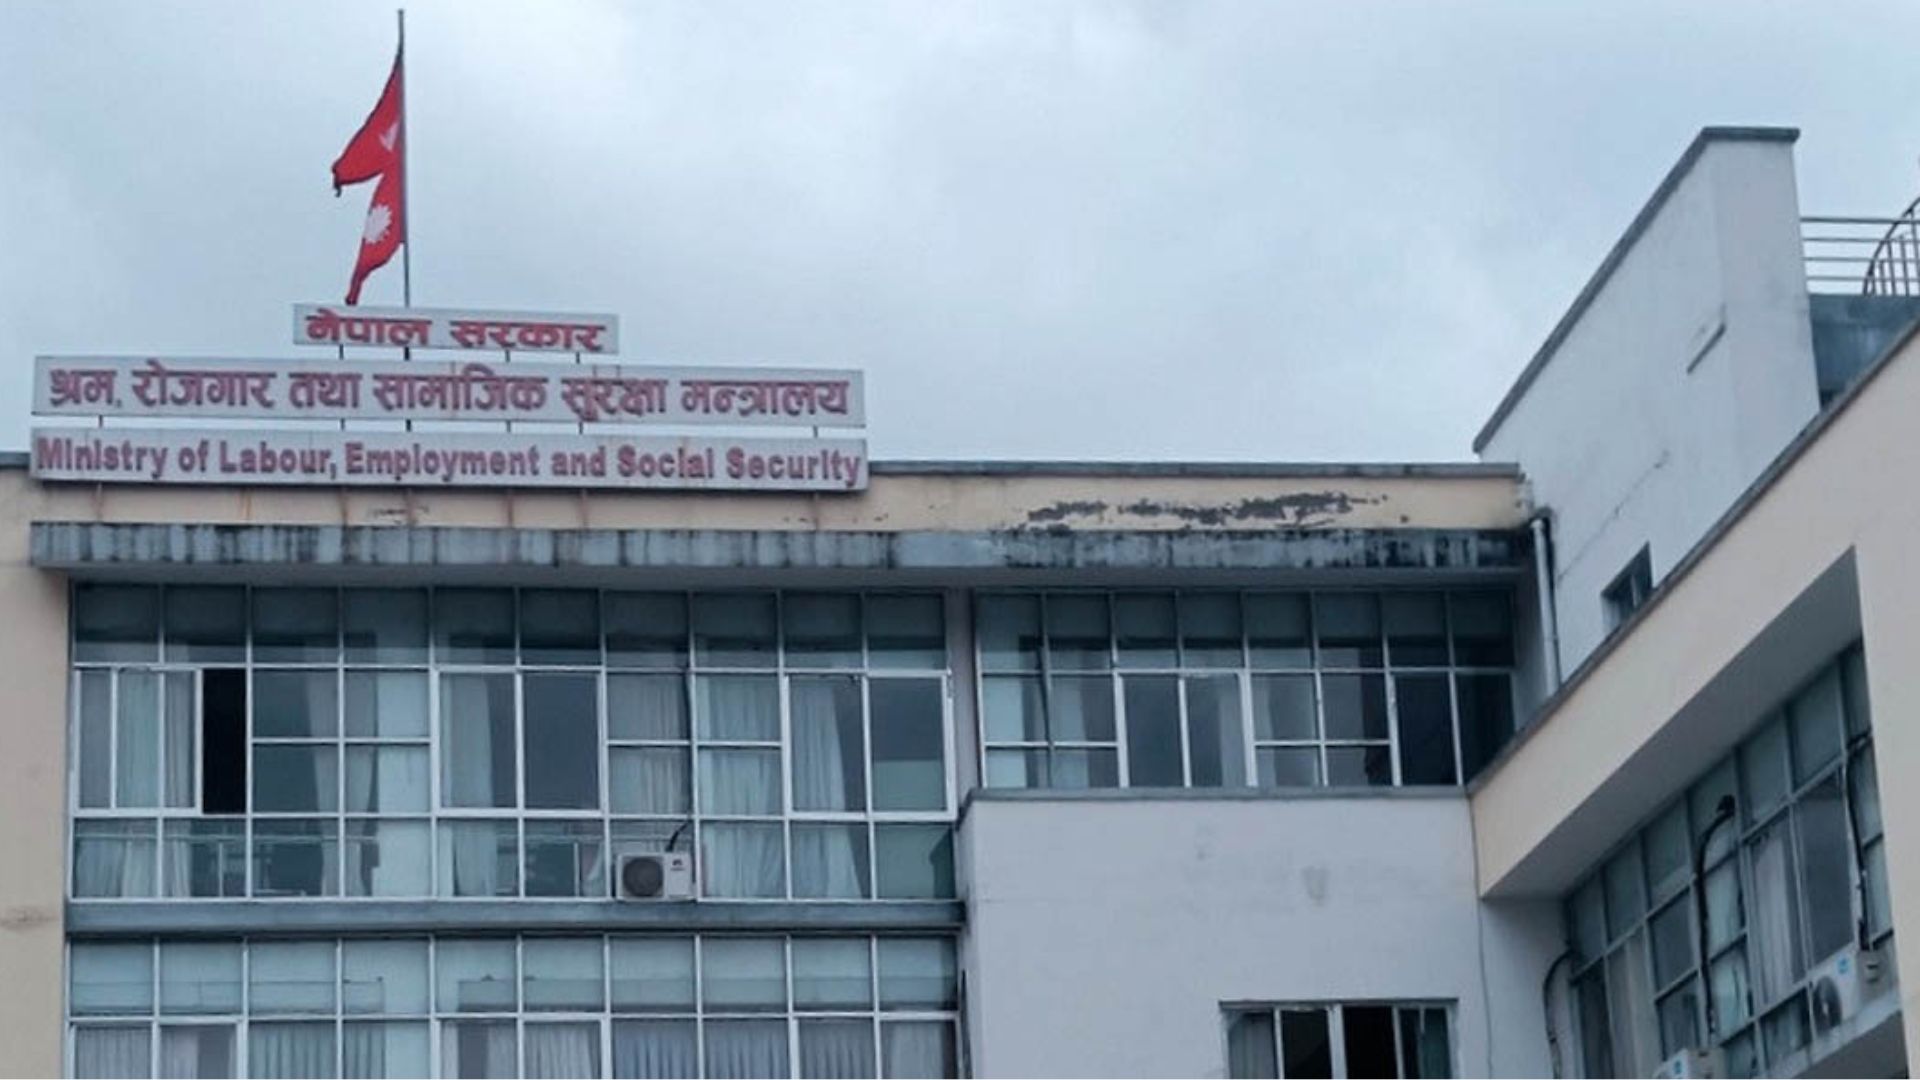 नेपाल सरकार
श्रम, रोजगार तथा सामाजिक सुरक्षा मन्त्रालय
Ministry of Labour, Employment and Social Security